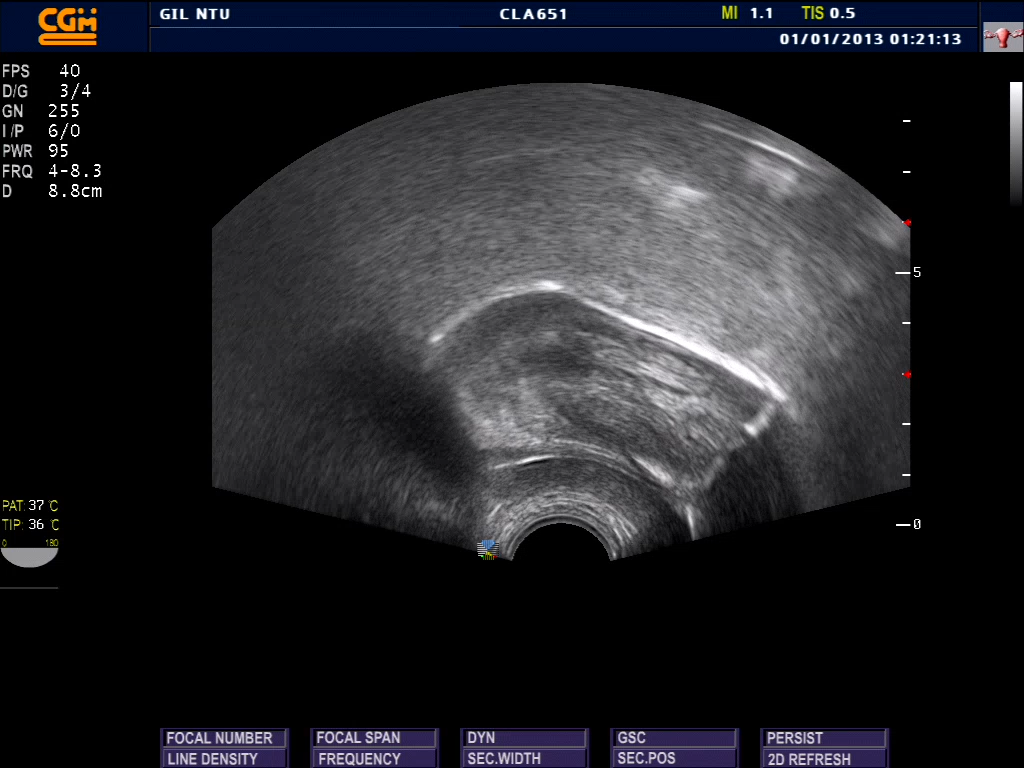 CGM
GIL NTU CLA651 MI 1.1 TIS 0.5
01/01/2013 01:21:13
FPS 40
D/G 3/4
GN 255
I/P 6/0
PWR 95
FRQ 4-8.3
D 8.8cm
5
PAT: 37 °C
TIP: 36 °C
0 180
0
FOCAL NUMBER FOCAL SPAN DYN GSC PERSIST
LINE DENSITY FREQUENCY SEC.WIDTH SEC.POS 2D REFRESH